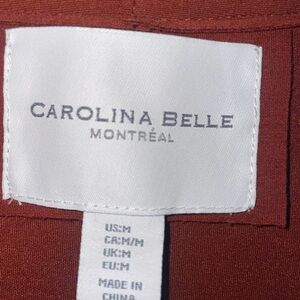 CAROLINA BELLE
MONTRÉAL
US:M
CA:M/M
UK:M
EU:M
MADE IN
CHINA